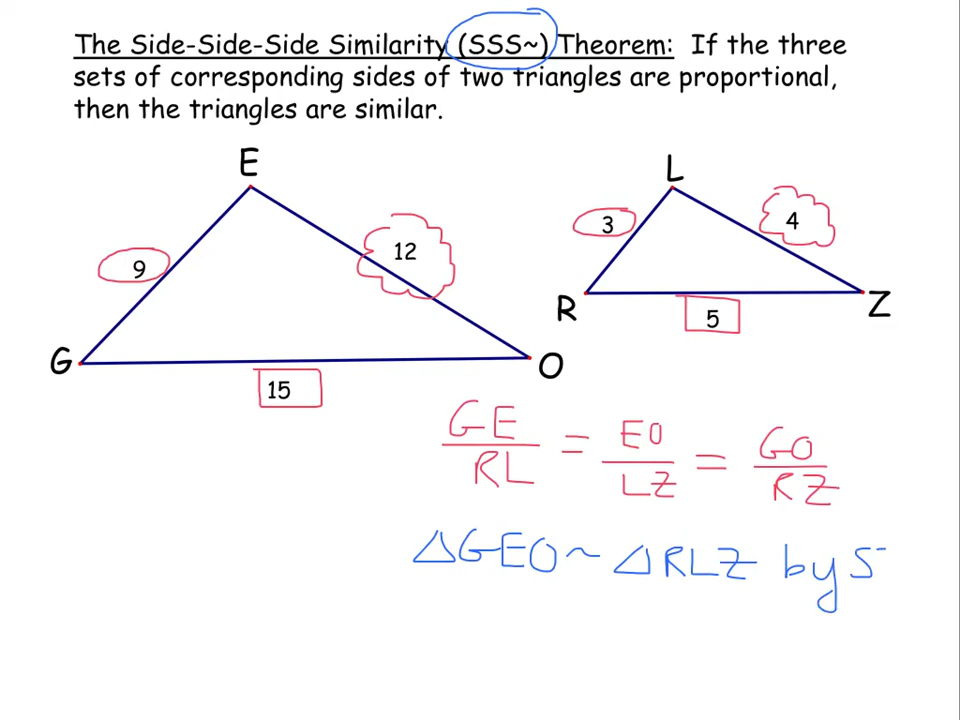 The Side-Side-Side Similarity (SSS~) Theorem: If the three
sets of corresponding sides of two triangles are proportional,
then the triangles are similar.
E
9
12
G
O
15
L
3
4
R
Z
5
GE/RL = EO/LZ = GO/RZ
△GEO ~ △RLZ by S